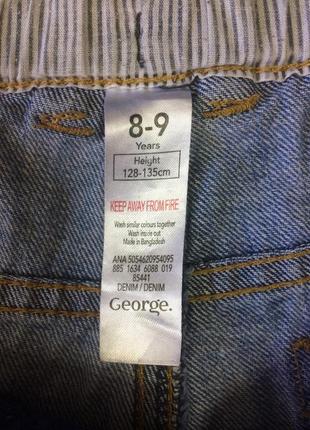 8-9
Years
Height
128-135cm
KEEP AWAY FROM FIRE
Wash similar colours together
Wash inside out
Made in Bangladesh
ANA 5054620954095
885 1634 6088 019
85441
DENIM / DENIM
George.